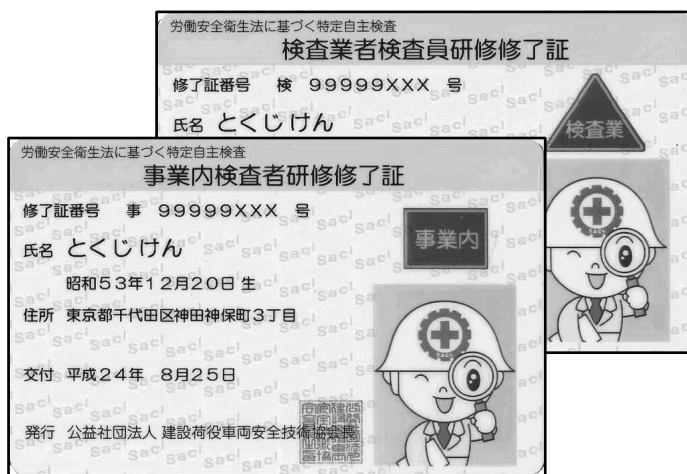 労働安全衛生法に基づく特定自主検査
検査業者検査員研修修了証
修了証番号 検 99999XXX 号
氏名 とくじ けん
検査業
労働安全衛生法に基づく特定自主検査
事業内検査者研修修了証
修了証番号 事 99999XXX 号
事業内
氏名 とくじ けん
昭和53年12月20日 生
住所 東京都千代田区神田神保町3丁目
交付 平成24年 8月25日
発行 公益社団法人 建設荷役車両安全技術協会長